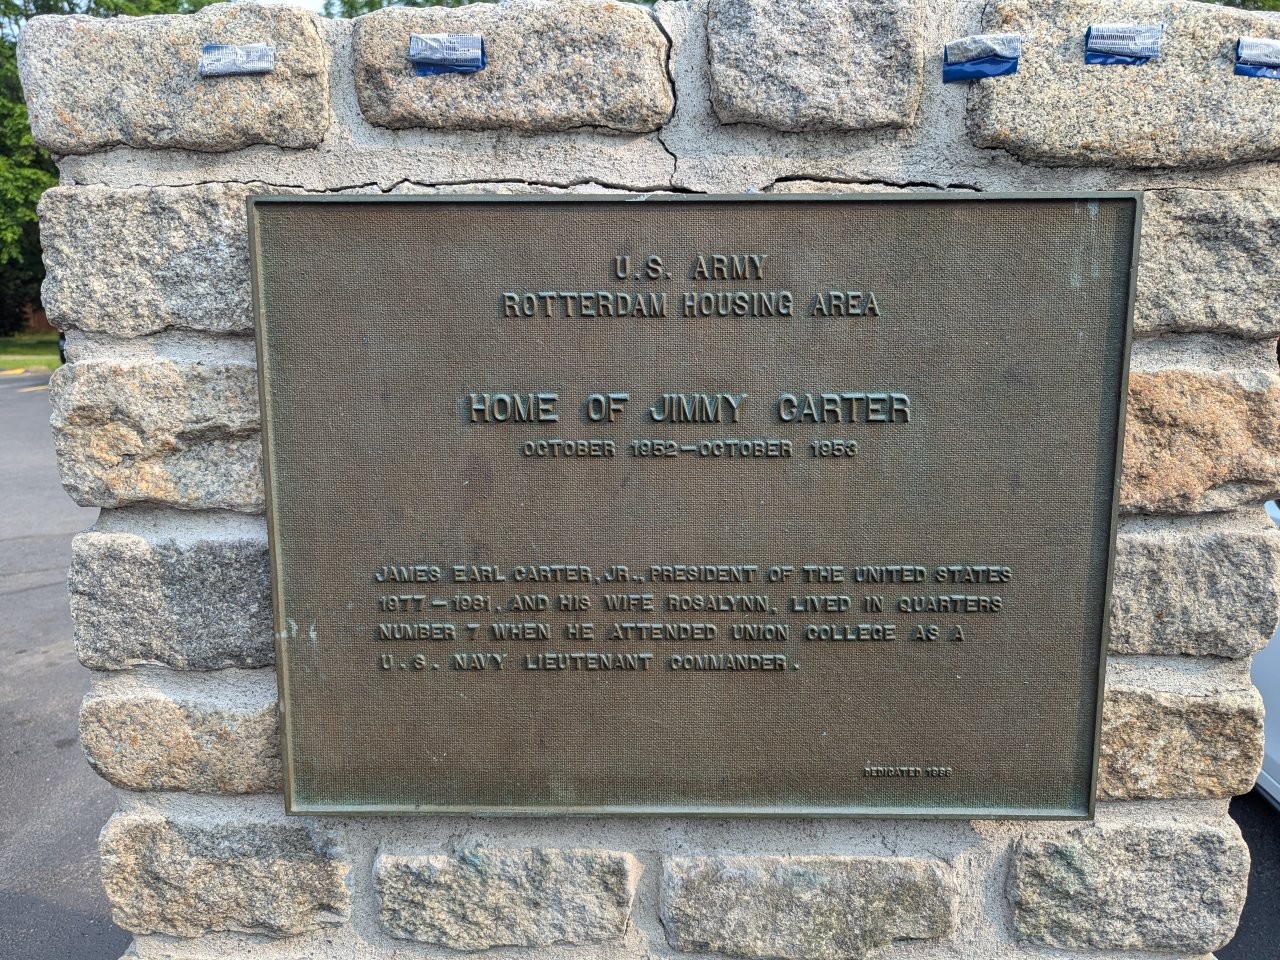 U.S. ARMY
ROTTERDAM HOUSING AREA
HOME OF JIMMY CARTER
OCTOBER 1952-OCTOBER 1953
JAMES EARL CARTER, JR., PRESIDENT OF THE UNITED STATES
1977-1981, AND HIS WIFE ROSALYNN, LIVED IN QUARTERS
NUMBER 7 WHEN HE ATTENDED UNION COLLEGE AS A
U.S. NAVY LIEUTENANT COMMANDER.
DEDICATED 1986